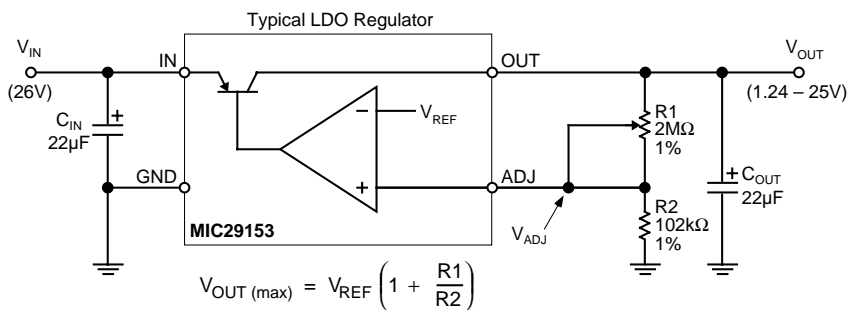 Typical LDO Regulator
V_IN
IN
OUT
V_OUT
(26V)
(1.24 – 25V)
C_IN
22µF
+
–
V_REF
R1
2MΩ
1%
GND
+
ADJ
+
C_OUT
22µF
MIC29153
V_ADJ
R2
102kΩ
1%
V_OUT (max) = V_REF (1 + R1/R2)